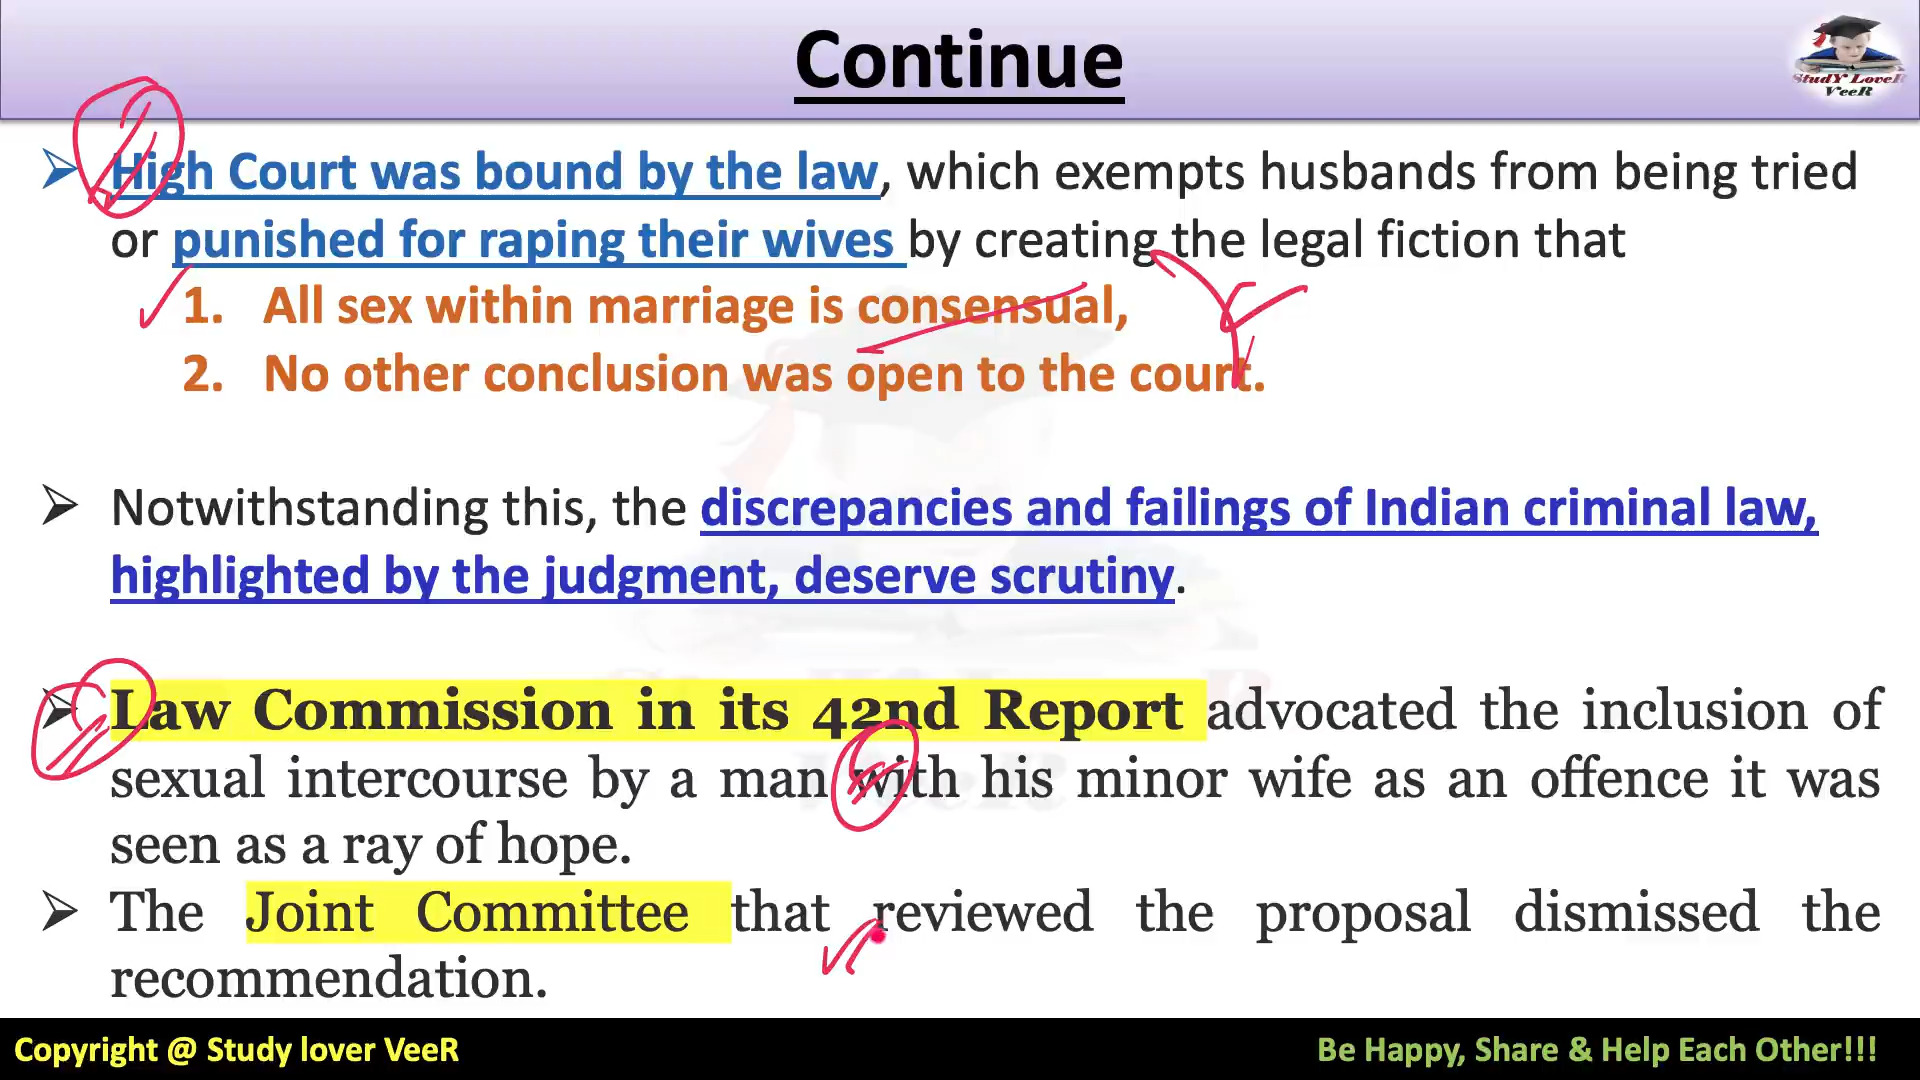 Continue
StudY LoveR
VeeR
High Court was bound by the law, which exempts husbands from being tried
or punished for raping their wives by creating the legal fiction that
1. All sex within marriage is consensual,
2. No other conclusion was open to the court.
Notwithstanding this, the discrepancies and failings of Indian criminal law,
highlighted by the judgment, deserve scrutiny.
Law Commission in its 42nd Report advocated the inclusion of
sexual intercourse by a man with his minor wife as an offence it was
seen as a ray of hope.
The Joint Committee that reviewed the proposal dismissed the
recommendation.
Copyright @ Study lover VeeR
Be Happy, Share & Help Each Other!!!